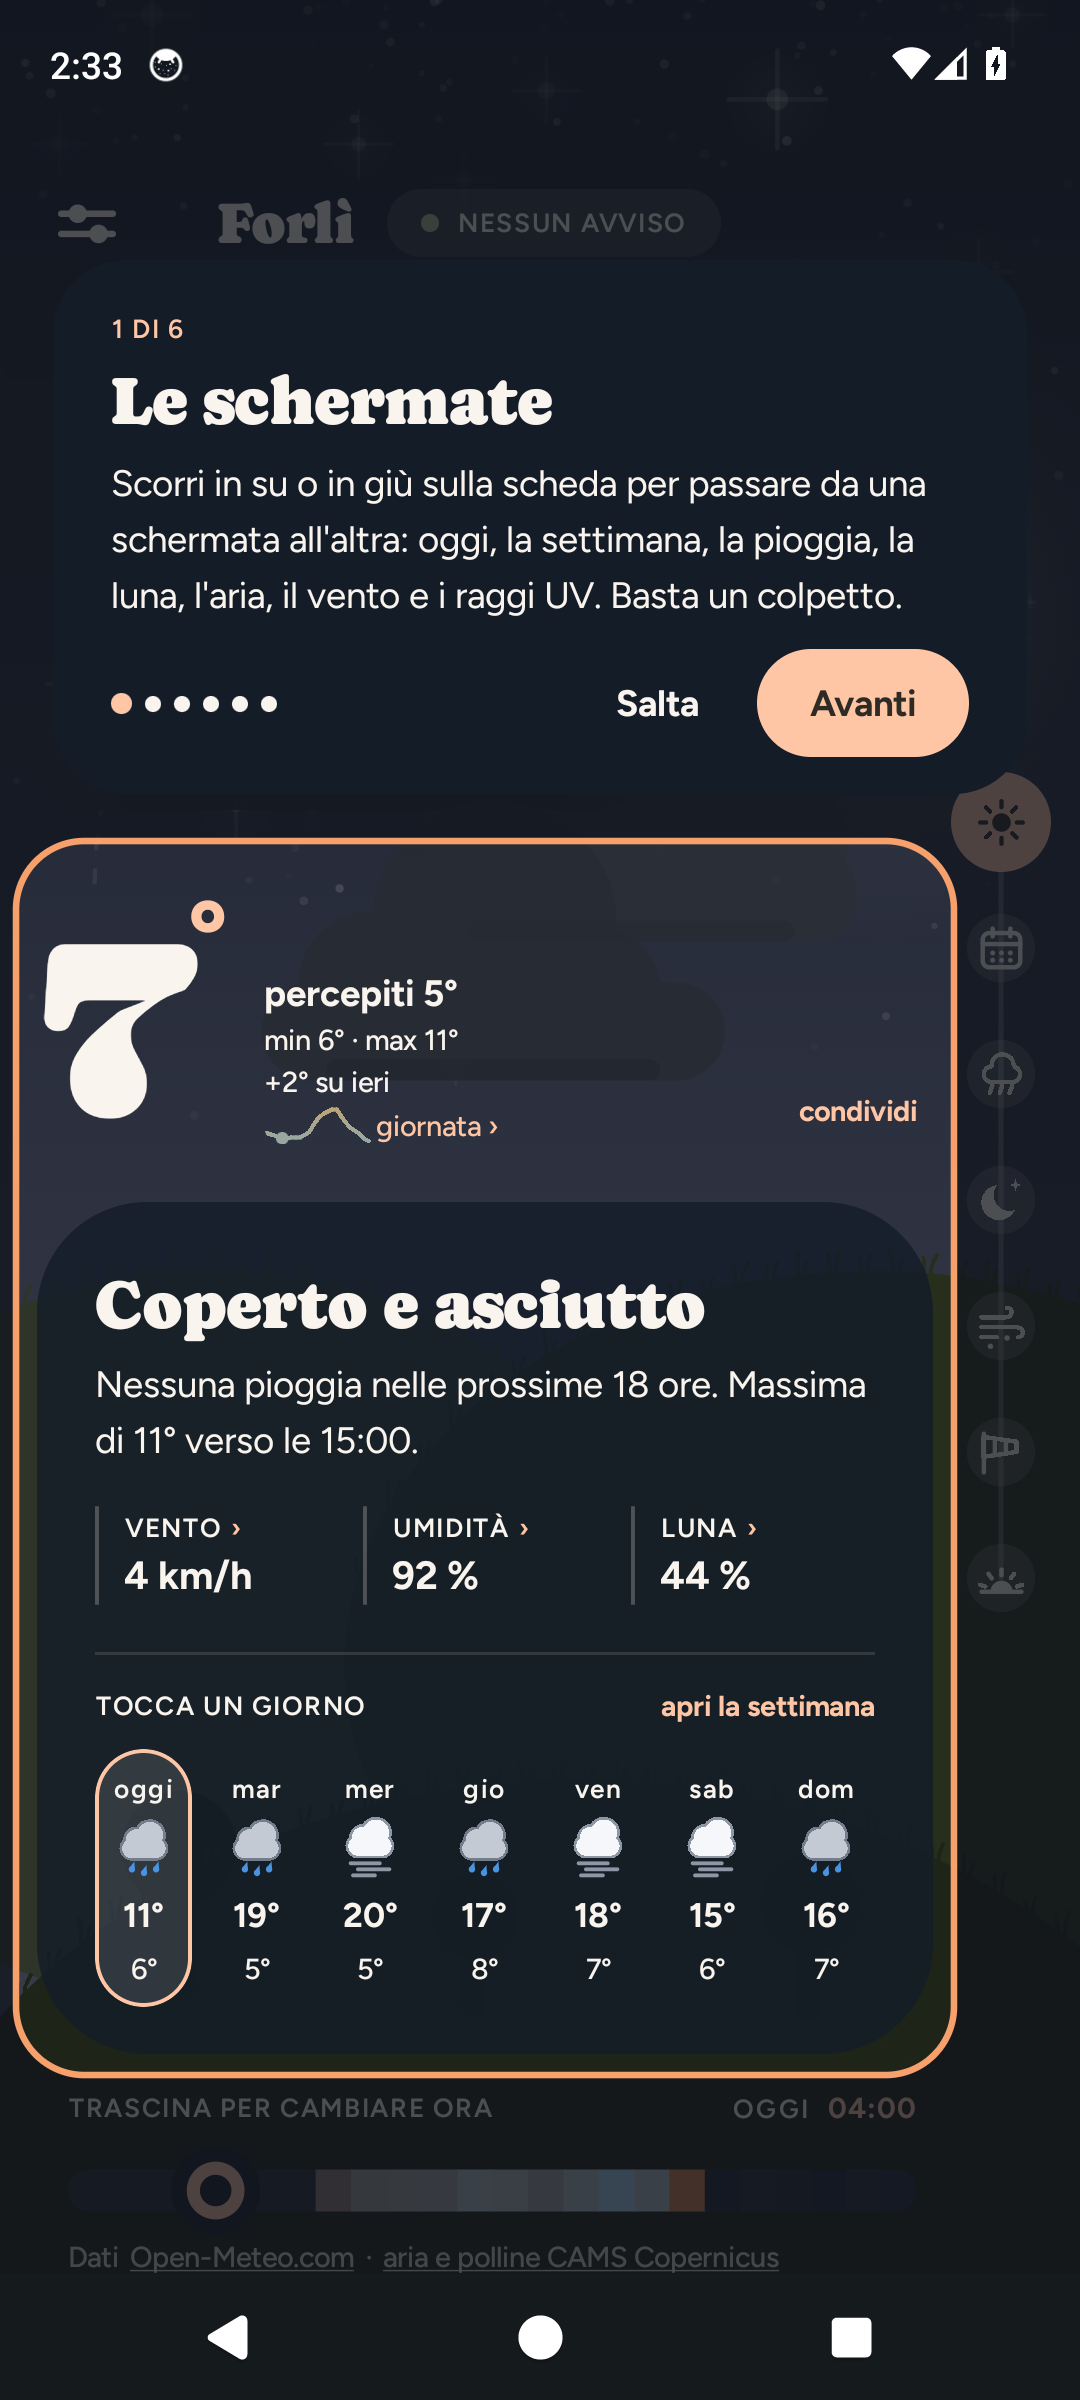 2:33
Forlì
NESSUN AVVISO
1 DI 6
Le schermate
Scorri in su o in giù sulla scheda per passare da una
schermata all'altra: oggi, la settimana, la pioggia, la
luna, l'aria, il vento e i raggi UV. Basta un colpetto.
Salta
Avanti
7°
percepiti 5°
min 6° · max 11°
+2° su ieri
giornata ›
condividi
Coperto e asciutto
Nessuna pioggia nelle prossime 18 ore. Massima
di 11° verso le 15:00.
VENTO › UMIDITÀ › LUNA ›
4 km/h 92 % 44 %
TOCCA UN GIORNO apri la settimana
oggi mar mer gio ven sab dom
11° 19° 20° 17° 18° 15° 16°
6° 5° 5° 8° 7° 6° 7°
TRASCINA PER CAMBIARE ORA OGGI 04:00
Dati Open-Meteo.com · aria e polline CAMS Copernicus